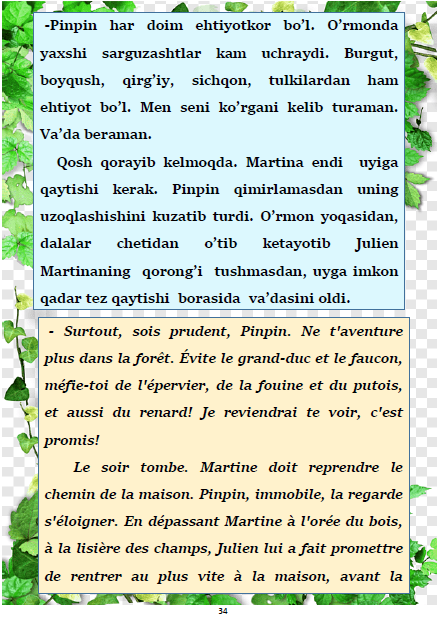 -Pinpin har doim ehtiyotkor bo’l. O’rmonda
yaxshi sarguzashtlar kam uchraydi. Burgut,
boyqush, qirg’iy, sichqon, tulkilardan ham
ehtiyot bo’l. Men seni ko’rgani kelib turaman.
Va’da beraman.
Qosh qorayib kelmoqda. Martina endi uyiga
qaytishi kerak. Pinpin qimirlamasdan uning
uzoqlashishini kuzatib turdi. O’rmon yoqasidan,
dalalar chetidan o’tib ketayotib Julien
Martinaning qorong’i tushmasdan, uyga imkon
qadar tez qaytishi borasida va’dasini oldi.
- Surtout, sois prudent, Pinpin. Ne t'aventure
plus dans la forêt. Évite le grand-duc et le faucon,
méfie-toi de l'épervier, de la fouine et du putois,
et aussi du renard! Je reviendrai te voir, c'est
promis!
Le soir tombe. Martine doit reprendre le
chemin de la maison. Pinpin, immobile, la regarde
s'éloigner. En dépassant Martine à l'orée du bois,
à la lisière des champs, Julien lui a fait promettre
de rentrer au plus vite à la maison, avant la
34